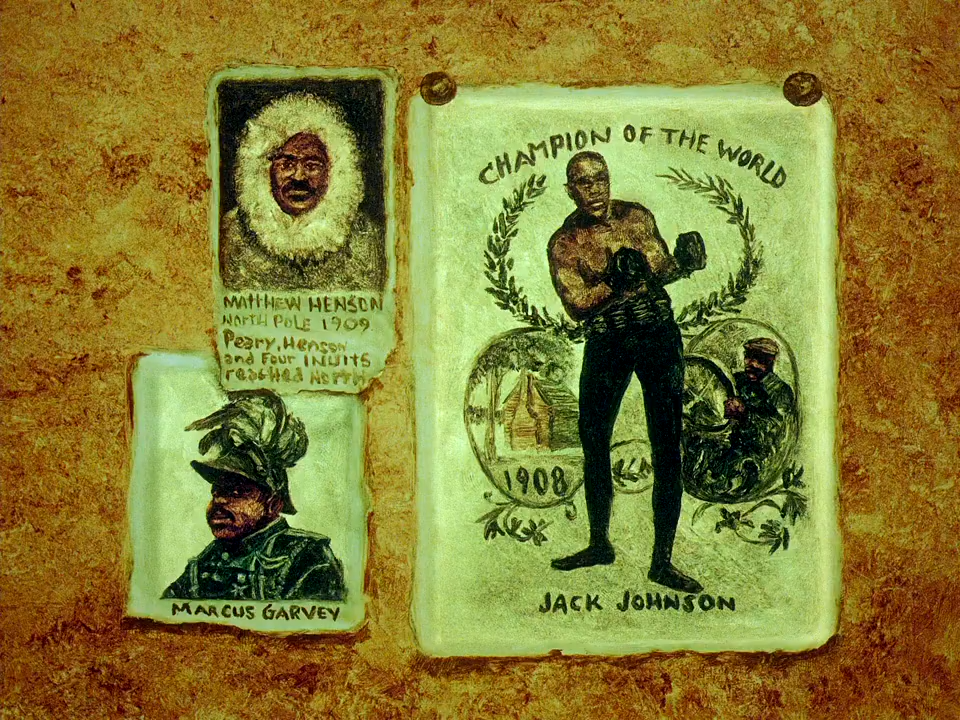 MATTHEW HENSON
NORTH POLE 1909
Peary, Henson
and Four INUITS
reached North
MARCUS GARVEY
CHAMPION OF THE WORLD
1908
JACK JOHNSON